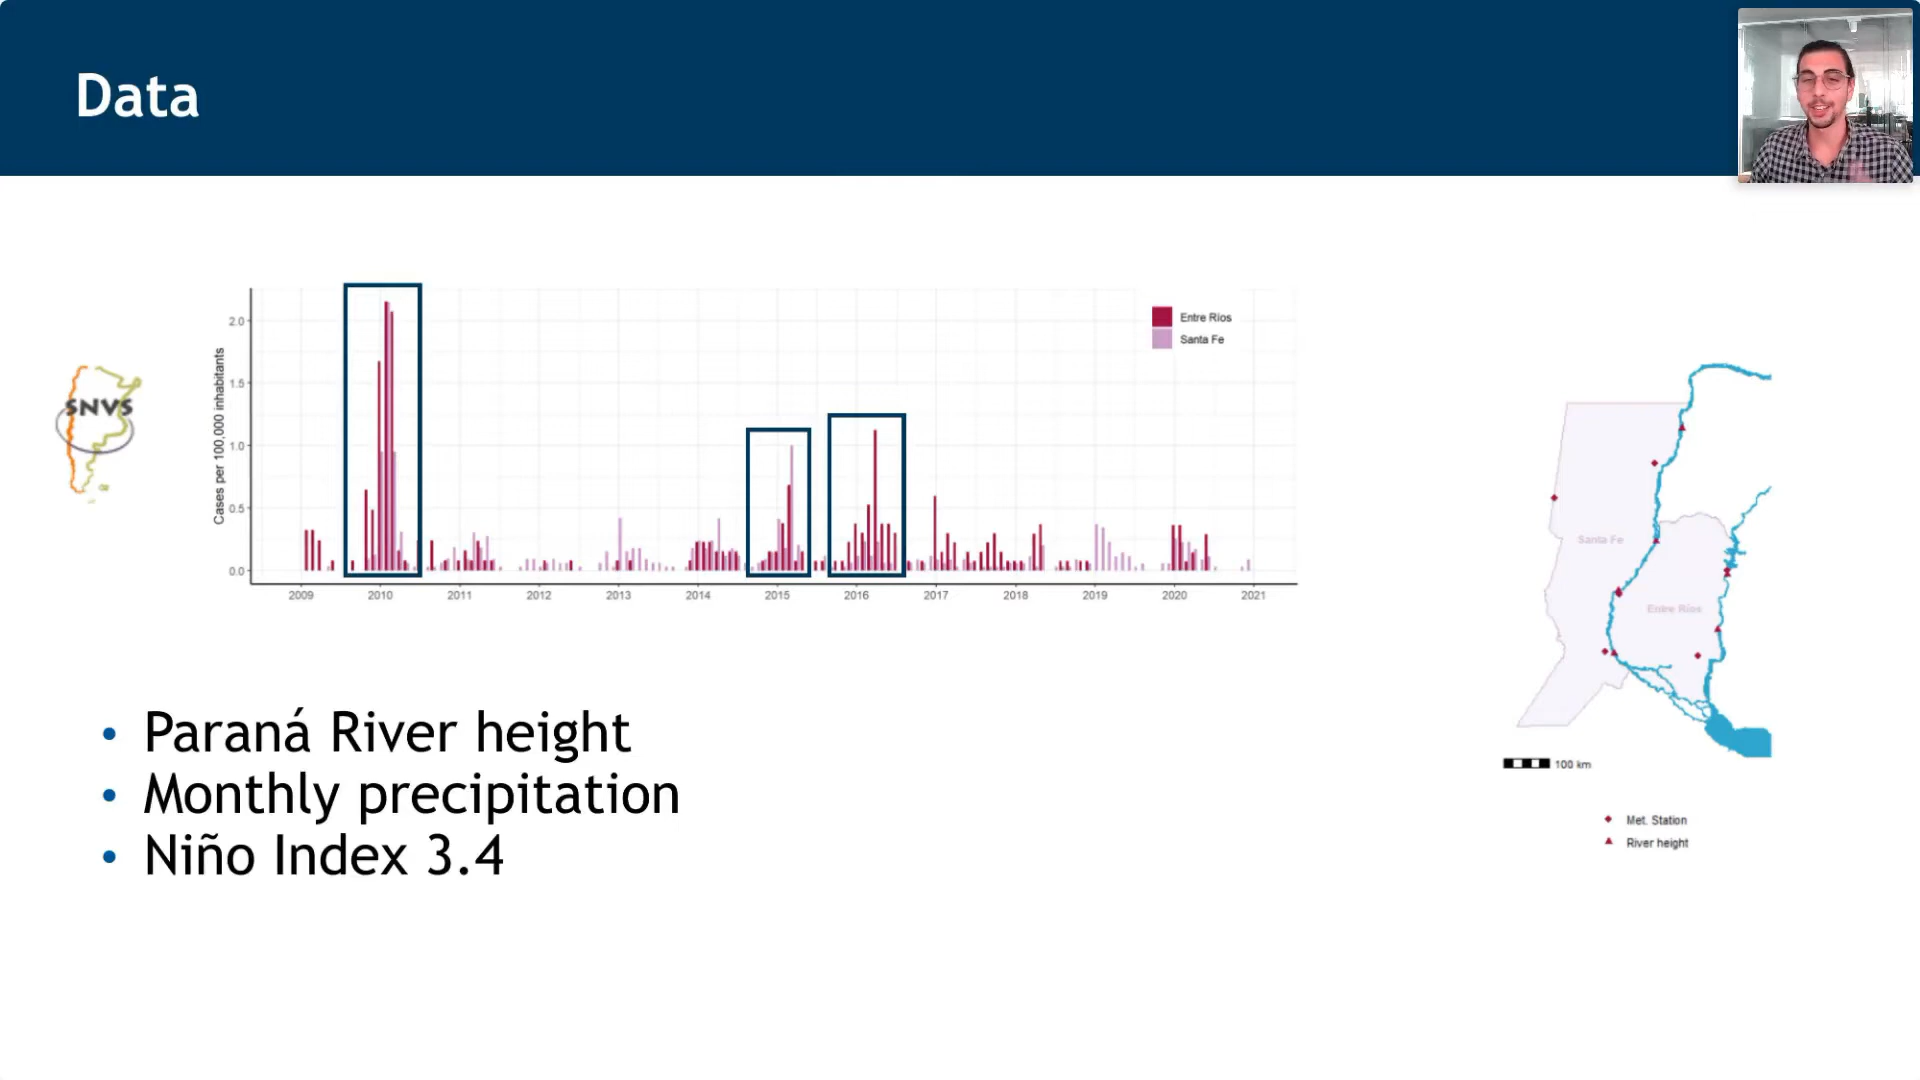 Data
SNVS
Cases per 100,000 inhabitants
2.0
1.5
1.0
0.5
0.0
2009 2010 2011 2012 2013 2014 2015 2016 2017 2018 2019 2020 2021
Entre Ríos
Santa Fe
• Paraná River height
• Monthly precipitation
• Niño Index 3.4
Santa Fe
Entre Ríos
100 km
Met. Station
River height